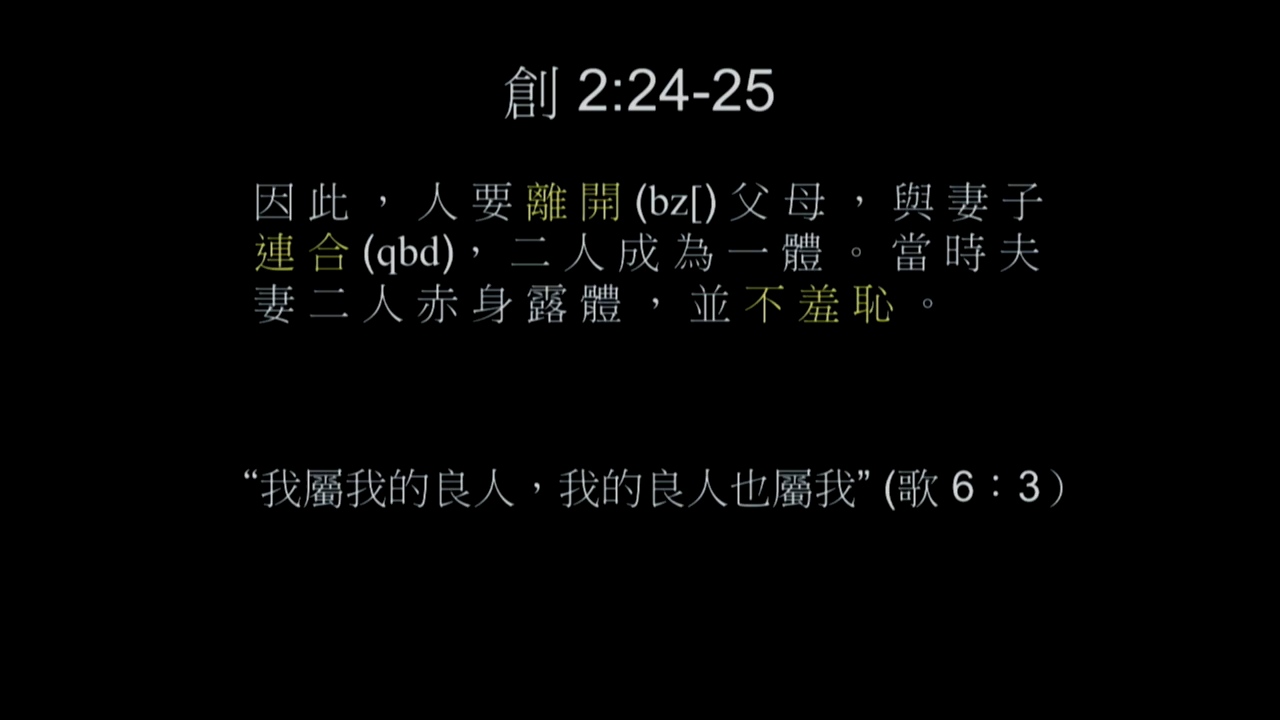 創 2:24-25
因此，人要離開(bz[)父母，與妻子
連合(qbd)，二人成為一體。當時夫
妻二人赤身露體，並不羞恥。
“我屬我的良人，我的良人也屬我” (歌 6：3）